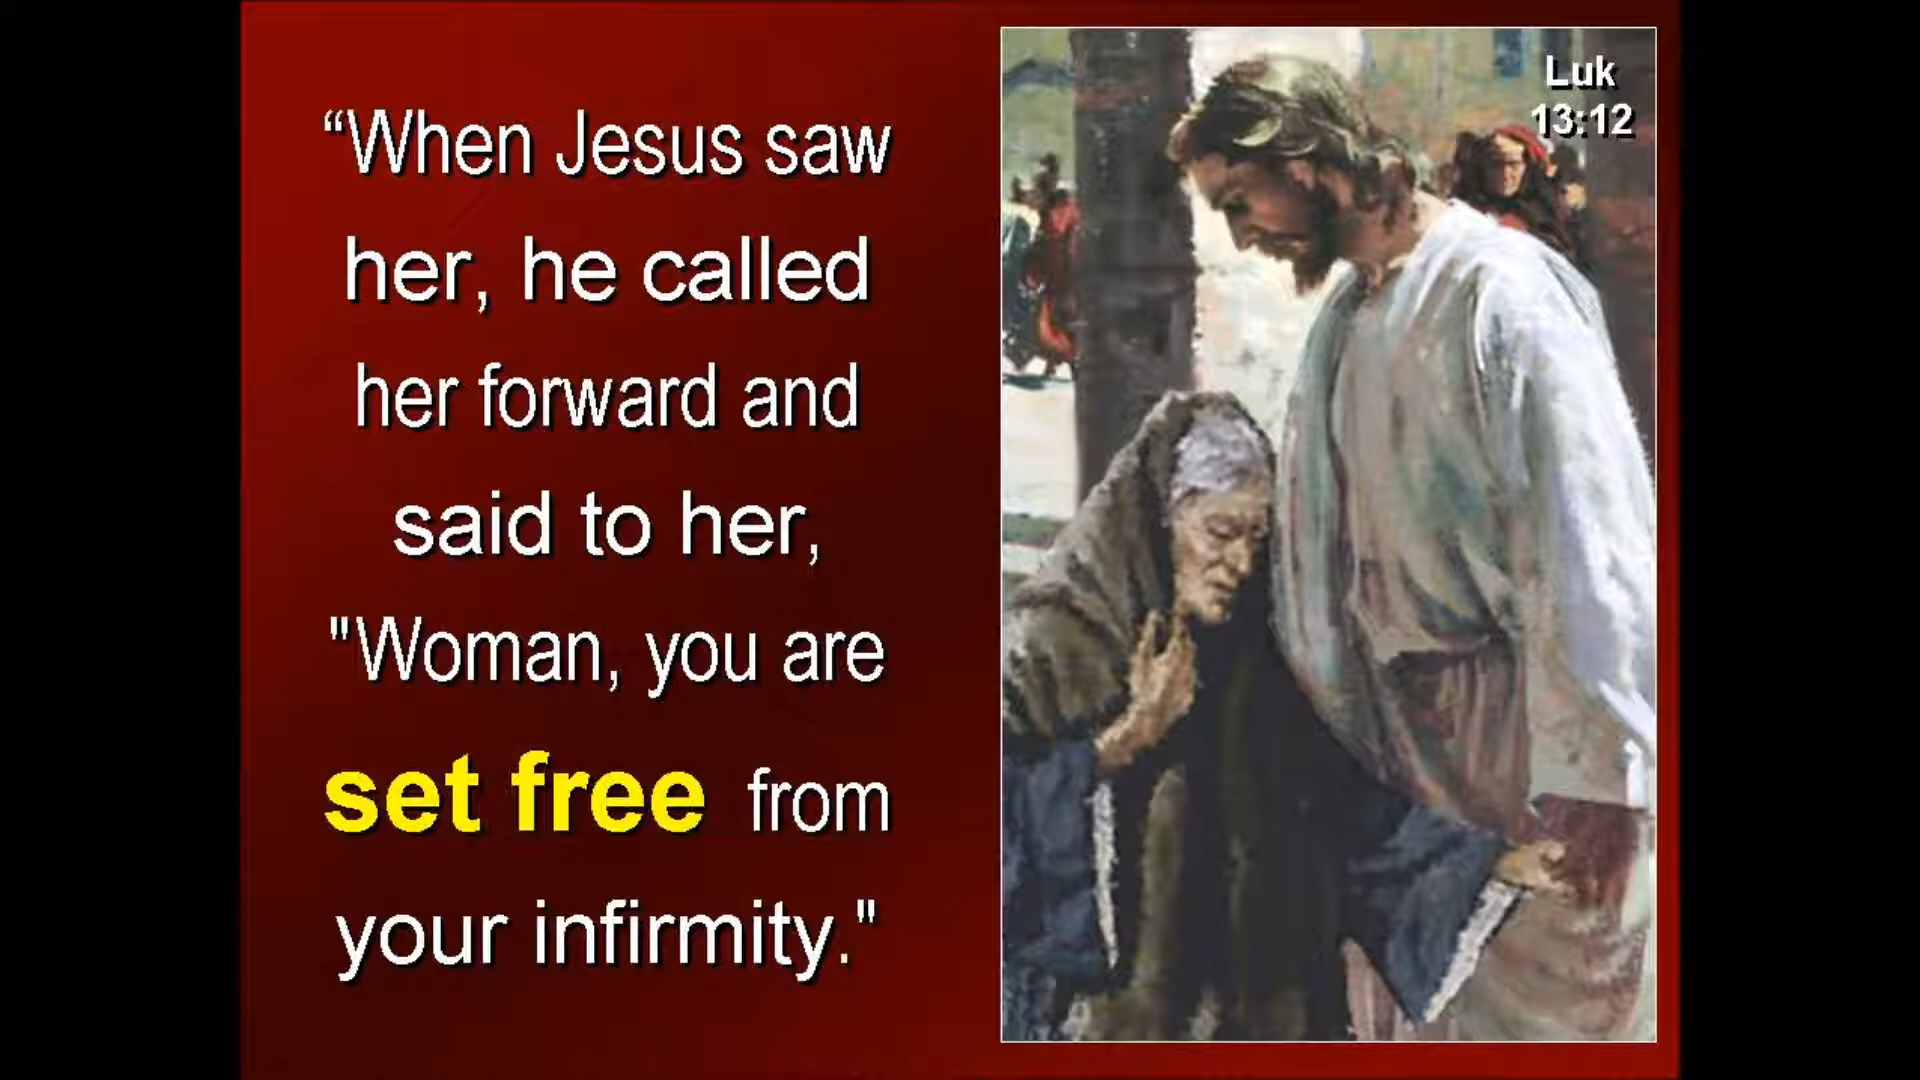 “When Jesus saw
her, he called
her forward and
said to her,
"Woman, you are
set free from
your infirmity."
Luk
13:12